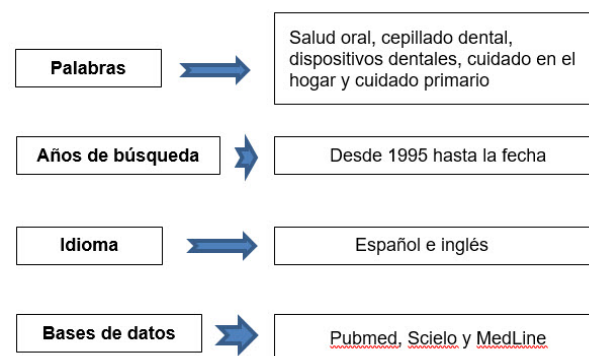 Palabras
Salud oral, cepillado dental,
dispositivos dentales, cuidado en el
hogar y cuidado primario
Años de búsqueda
Desde 1995 hasta la fecha
Idioma
Español e inglés
Bases de datos
Pubmed, Scielo y MedLine